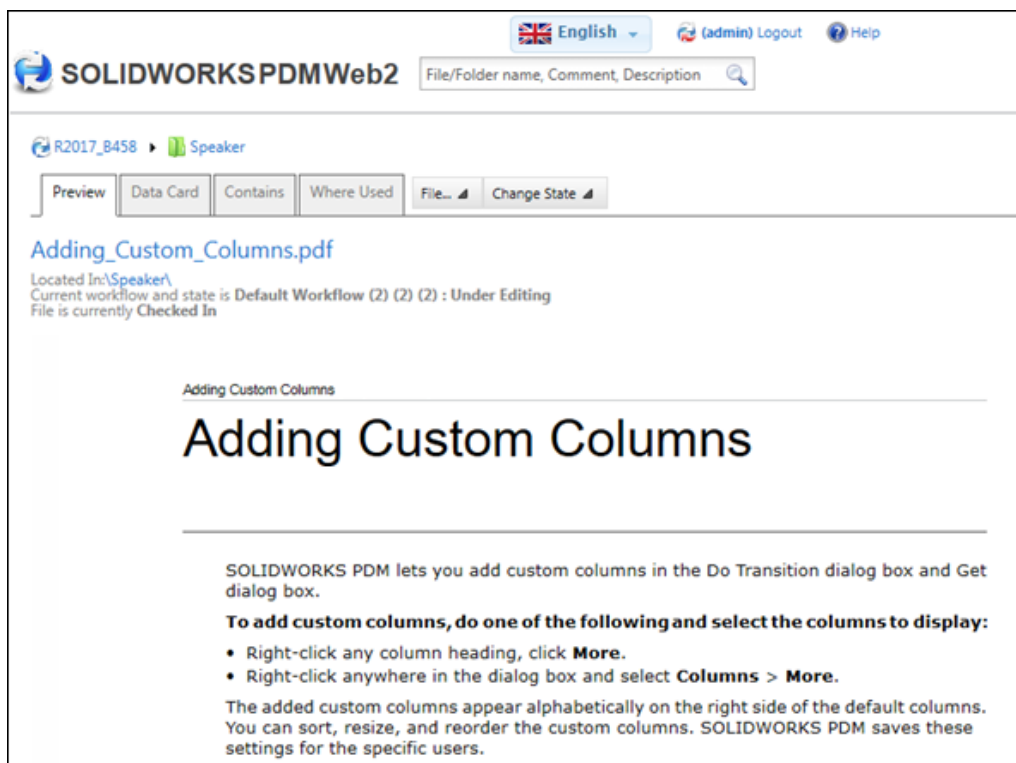 English (admin) Logout Help
SOLIDWORKS PDM Web2 File/Folder name, Comment, Description
R2017_B458 Speaker
Preview Data Card Contains Where Used File... Change State
Adding_Custom_Columns.pdf
Located In:\Speaker\
Current workflow and state is Default Workflow (2) (2) (2) : Under Editing
File is currently Checked In
Adding Custom Columns
Adding Custom Columns
SOLIDWORKS PDM lets you add custom columns in the Do Transition dialog box and Get
dialog box.
To add custom columns, do one of the following and select the columns to display:
• Right-click any column heading, click More.
• Right-click anywhere in the dialog box and select Columns > More.
The added custom columns appear alphabetically on the right side of the default columns.
You can sort, resize, and reorder the custom columns. SOLIDWORKS PDM saves these
settings for the specific users.